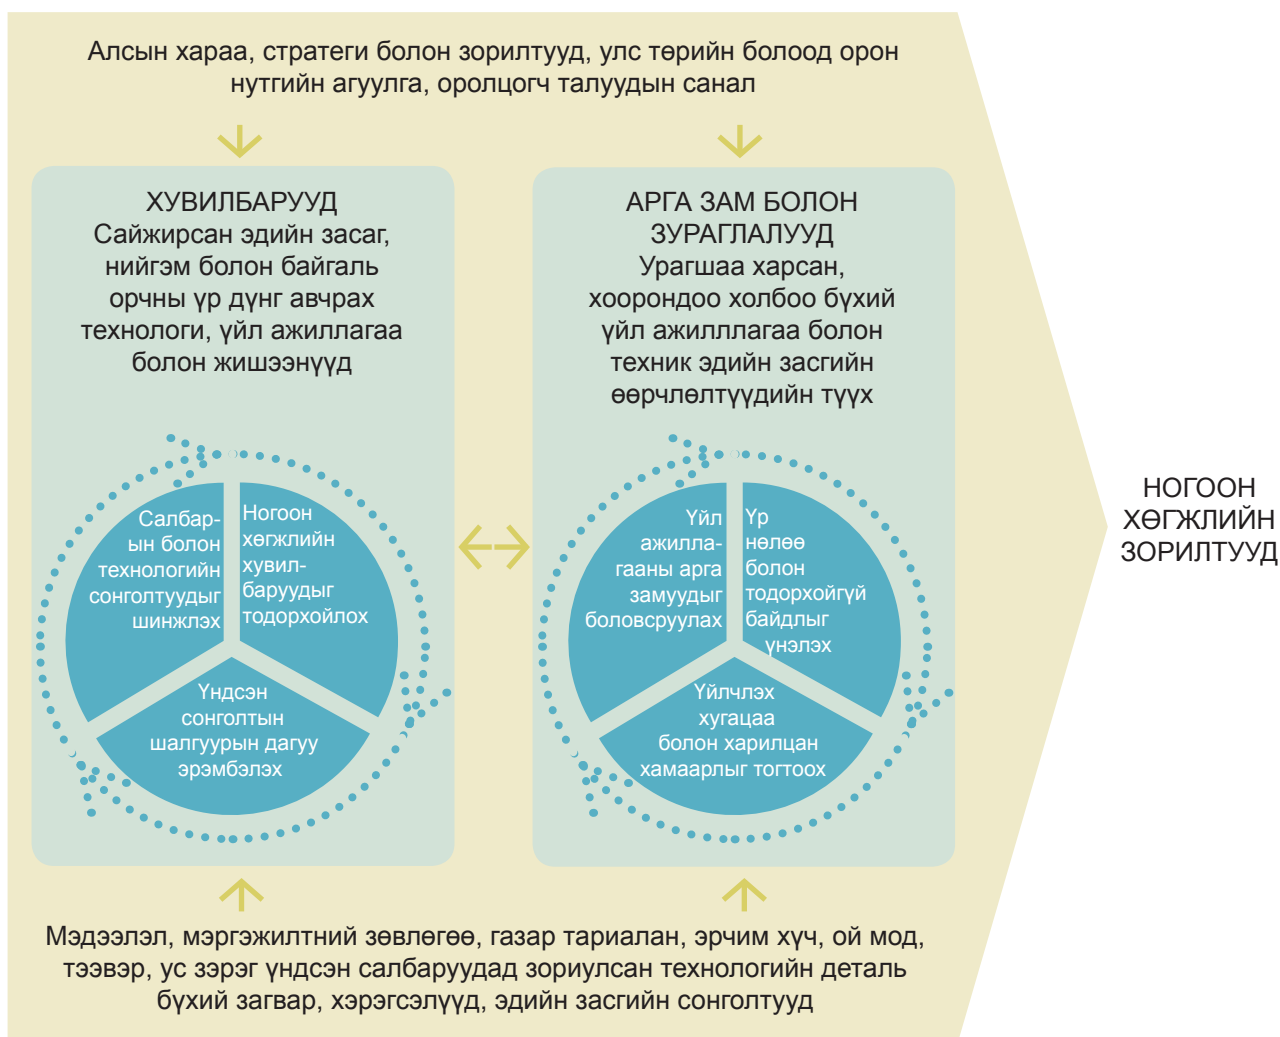 Алсын хараа, стратеги болон зорилтууд, улс төрийн болоод орон
нутгийн агуулга, оролцогч талуудын санал
ХУВИЛБАРУУД
Сайжирсан эдийн засаг,
нийгэм болон байгаль
орчны үр дүнг авчрах
технологи, үйл ажиллагаа
болон жишээнүүд
Салбар-
ын болон
технологийн
сонголтуудыг
шинжлэх
Ногоон
хөгжлийн
хувил-
баруудыг
тодорхойлох
Үндсэн
сонголтын
шалгуурын дагуу
эрэмбэлэх
АРГА ЗАМ БОЛОН
ЗУРАГЛАЛУУД
Урагшаа харсан,
хоорондоо холбоо бүхий
үйл ажилллагаа болон
техник эдийн засгийн
өөрчлөлтүүдийн түүх
Үйл
ажилла-
гааны арга
замуудыг
боловсруулах
Үр
нөлөө
болон
тодорхойгүй
байдлыг
үнэлэх
Үйлчлэх
хугацаа
болон харилцан
хамаарлыг тогтоох
Мэдээлэл, мэргэжилтний зөвлөгөө, газар тариалан, эрчим хүч, ой мод,
тээвэр, ус зэрэг үндсэн салбаруудад зориулсан технологийн деталь
бүхий загвар, хэрэгсэлүүд, эдийн засгийн сонголтууд
НОГООН
ХӨГЖЛИЙН
ЗОРИЛТУУД